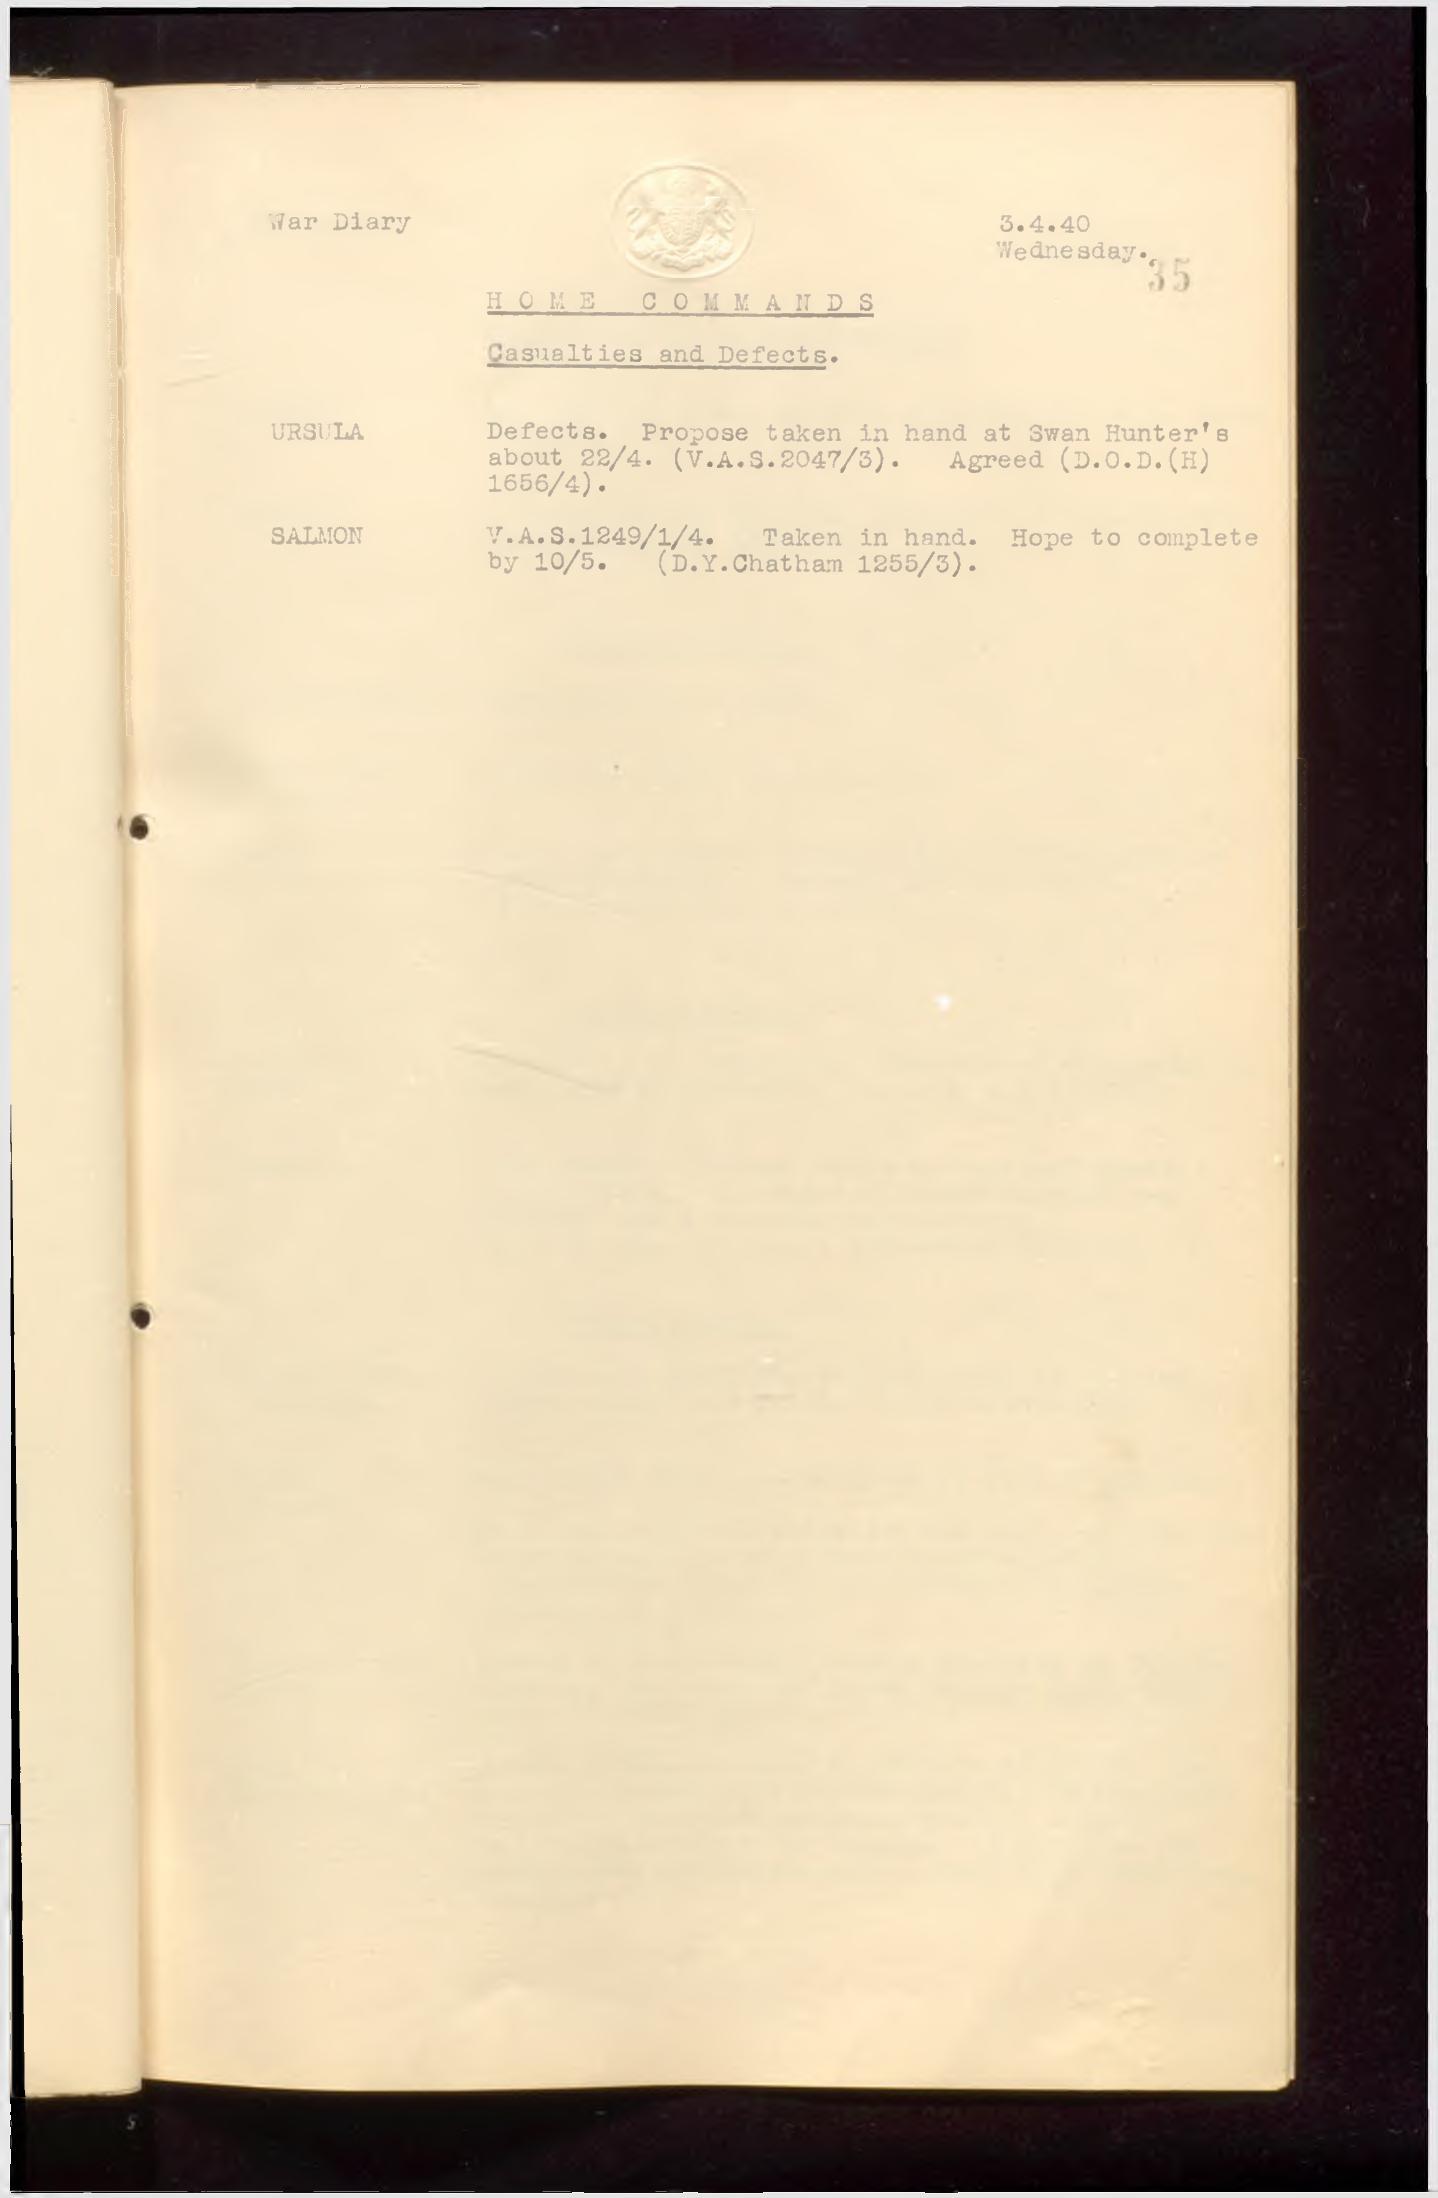 War Diary
3.4.40
Wednesday.
35
HOME COMMANDS
Casualties and Defects.
URSULA Defects. Propose taken in hand at Swan Hunter's
about 22/4. (V.A.S.2047/3). Agreed (D.O.D.(H)
1656/4).
SALMON V.A.S.1249/1/4. Taken in hand. Hope to complete
by 10/5. (D.Y.Chatham 1255/3).